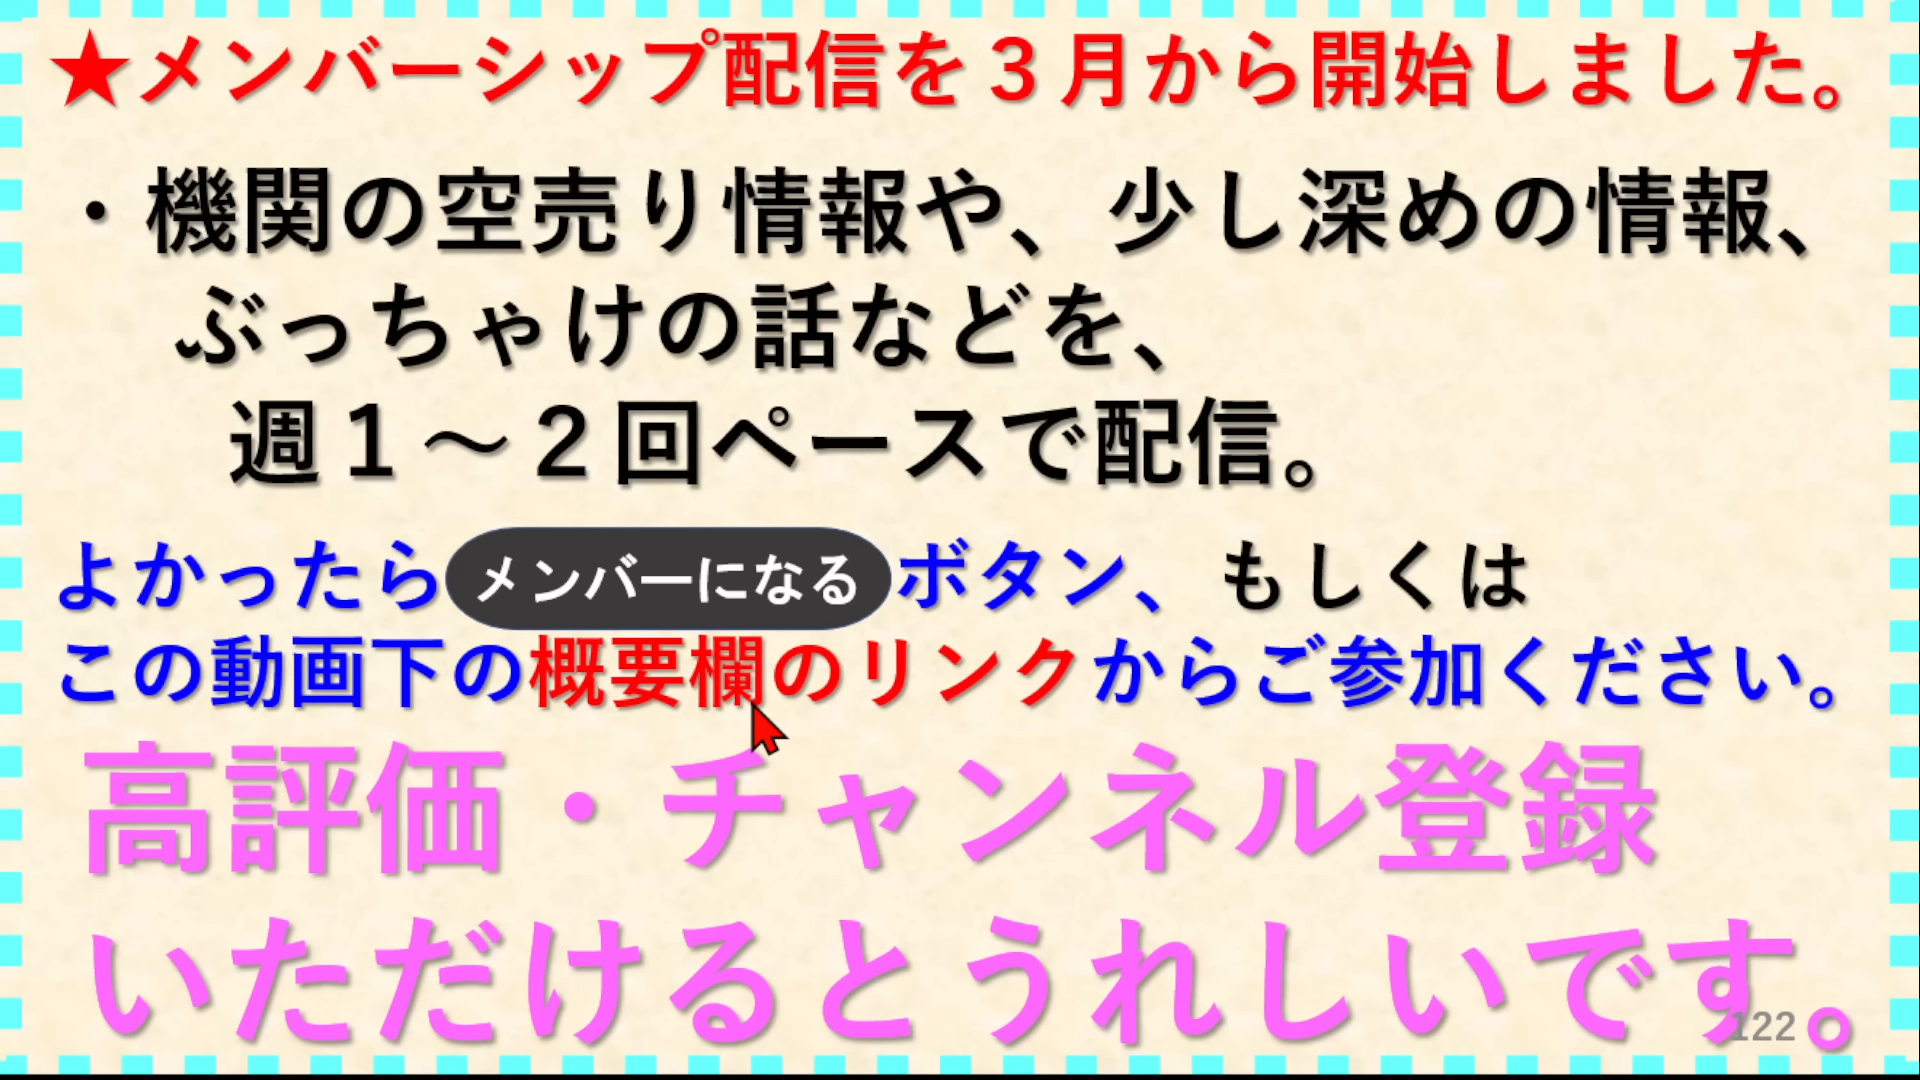 ★メンバーシップ配信を３月から開始しました。
・機関の空売り情報や、少し深めの情報、
ぶっちゃけの話などを、
週１～２回ペースで配信。
よかったらメンバーになるボタン、もしくは
この動画下の概要欄のリンクからご参加ください。
高評価・チャンネル登録
いただけるとうれしいです。
122